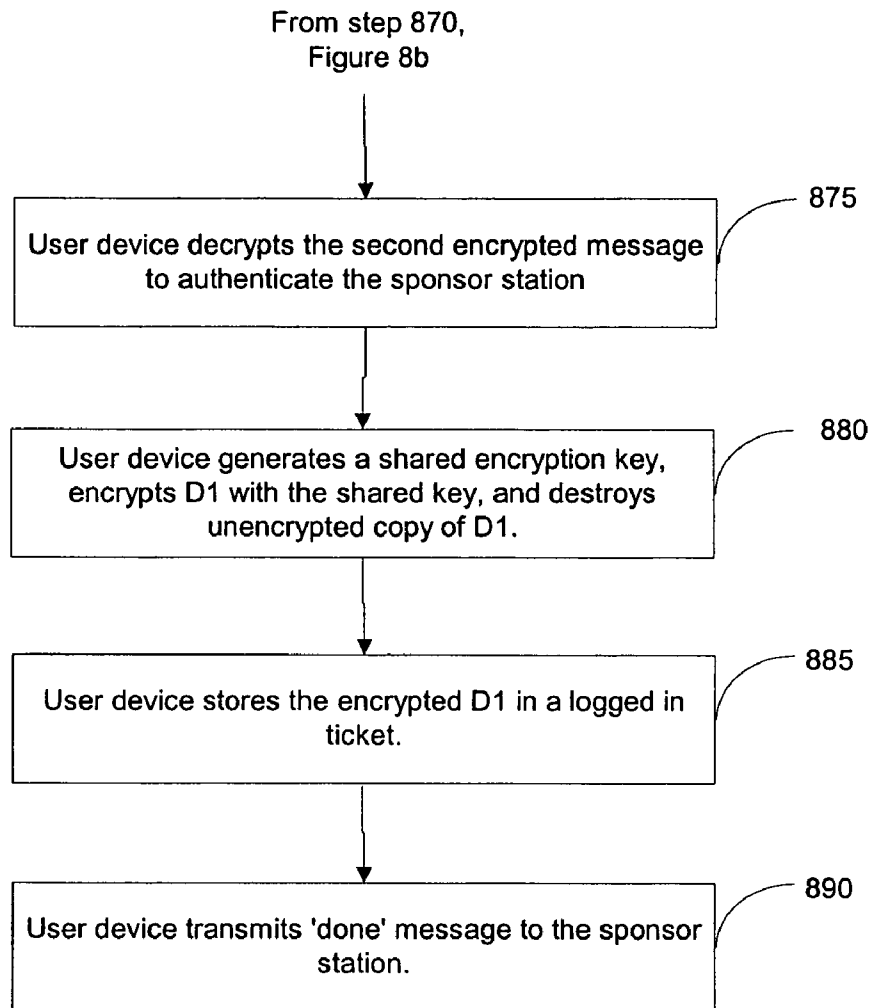 From step 870,
Figure 8b
875
User device decrypts the second encrypted message
to authenticate the sponsor station
880
User device generates a shared encryption key,
encrypts D1 with the shared key, and destroys
unencrypted copy of D1.
885
User device stores the encrypted D1 in a logged in
ticket.
890
User device transmits 'done' message to the sponsor
station.